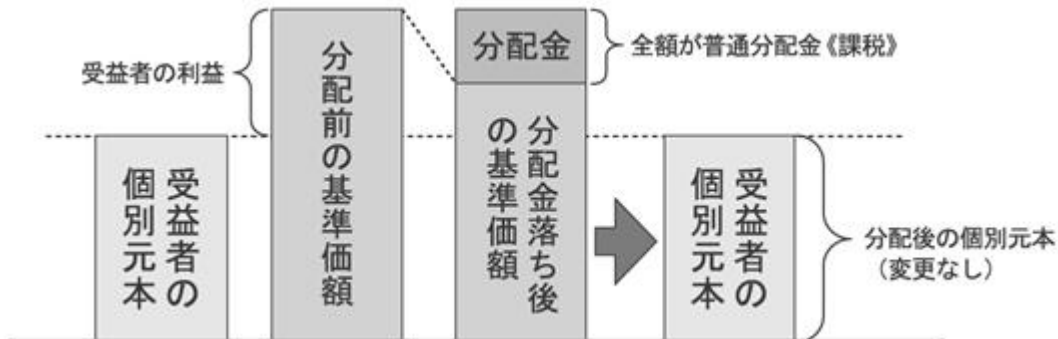 受益者の利益
受益者の
個別元本
分配前の基準価額
分配金
全額が普通分配金《課税》
分配金落ち後
の基準価額
受益者の
個別元本
分配後の個別元本
（変更なし）